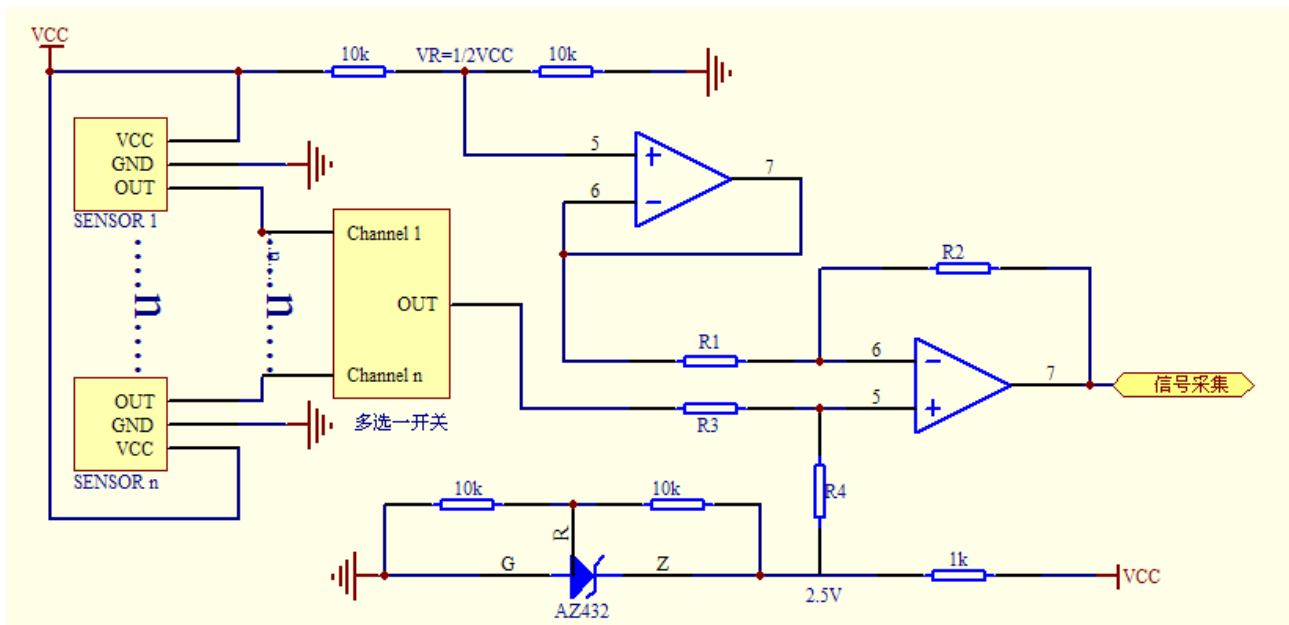 VCC
10k
VR=1/2VCC
10k
VCC
GND
OUT
SENSOR 1
5
6
7
Channel 1
OUT
Channel n
多选一开关
n
n
n
R2
R1
R3
6
5
7
信号采集
OUT
GND
VCC
SENSOR n
10k
10k
R
G
Z
AZ432
R4
2.5V
1k
VCC